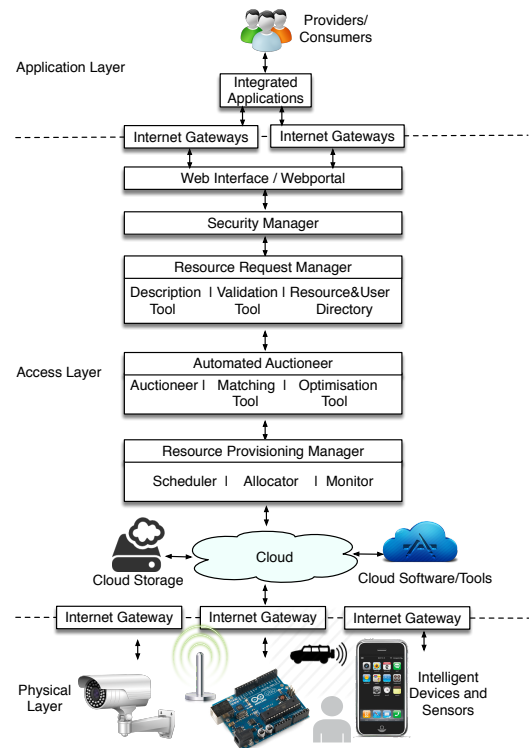 Providers/
Consumers
Application Layer
Integrated
Applications
Internet Gateways
Internet Gateways
Web Interface / Webportal
Security Manager
Resource Request Manager
Description | Validation | Resource&User
Tool Tool Directory
Access Layer
Automated Auctioneer
Auctioneer | Matching | Optimisation
Tool Tool
Resource Provisioning Manager
Scheduler | Allocator | Monitor
Cloud
Cloud Storage
Cloud Software/Tools
Internet Gateway
Internet Gateway
Internet Gateway
Physical
Layer
Intelligent
Devices and
Sensors